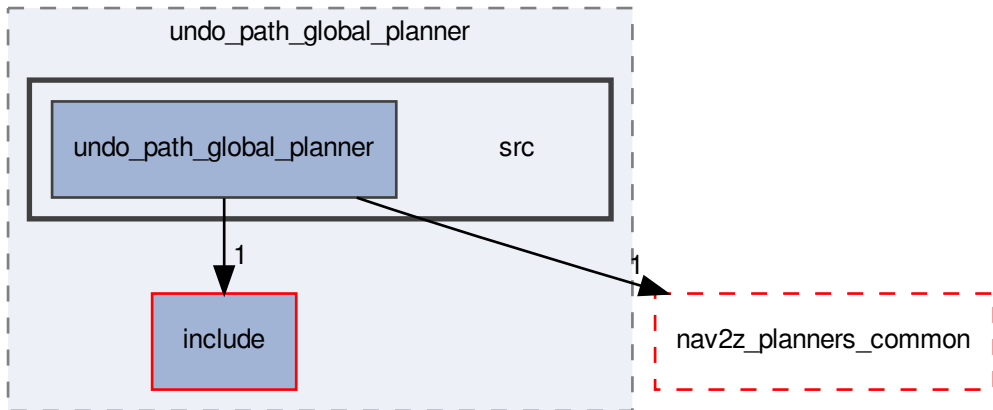 undo_path_global_planner
undo_path_global_planner
src
1
1
include
nav2z_planners_common